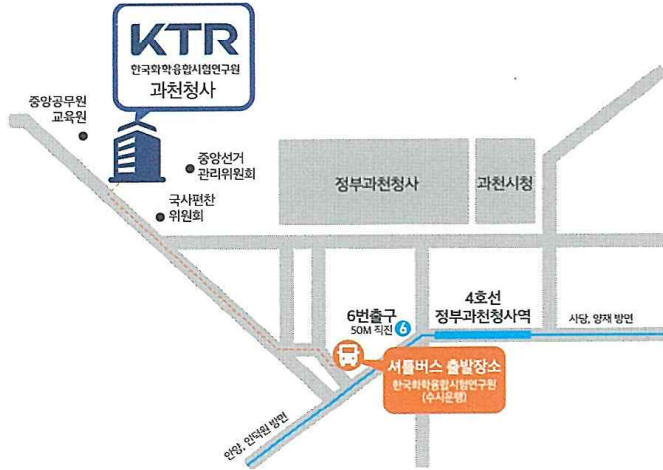 KTR
한국화학융합시험연구원
과천청사
중앙공무원
교육원
중앙선거
관리위원회
국사편찬
위원회
정부과천청사
과천시청
6번출구
50M 직진 6
4호선
정부과천청사역
사당, 양재 방면
셔틀버스 출발장소
한국화학융합시험연구원
(수시운행)
안양, 인덕원 방면